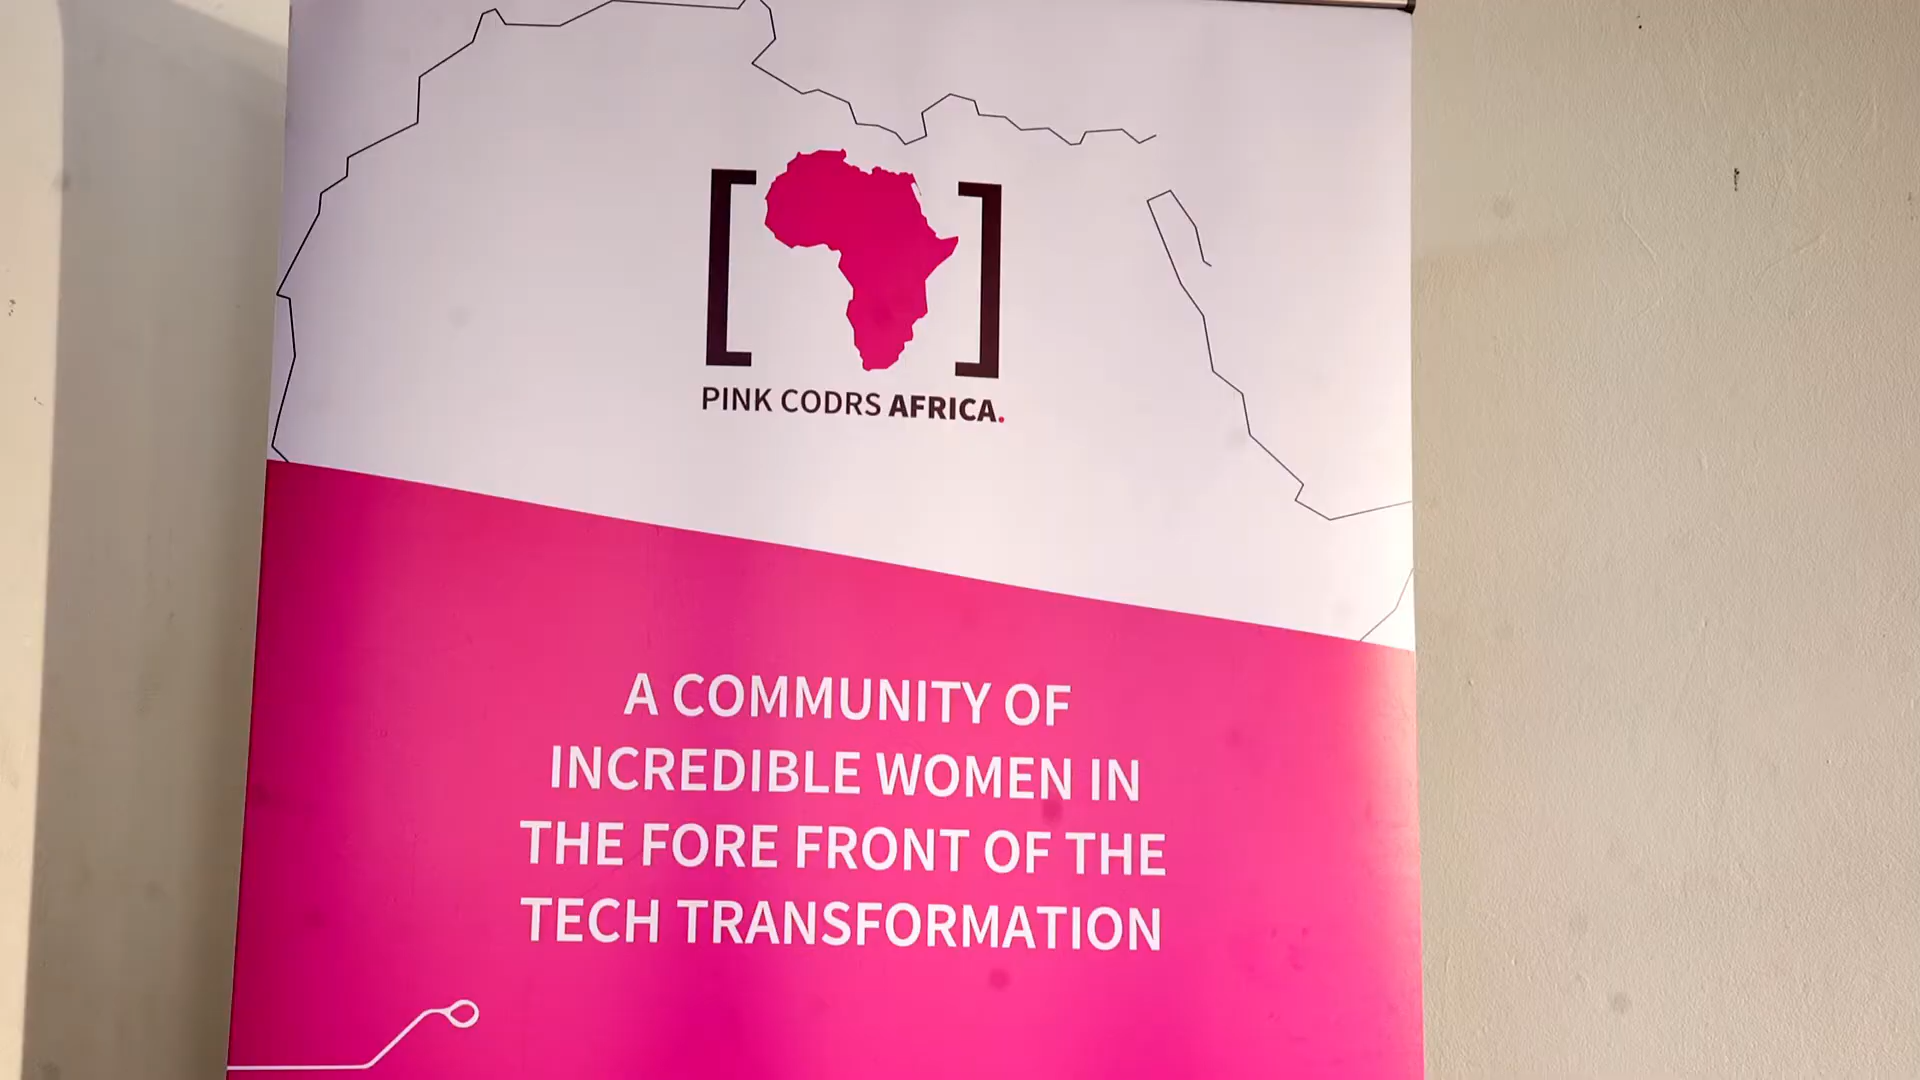 PINK CODRS AFRICA.
A COMMUNITY OF
INCREDIBLE WOMEN IN
THE FORE FRONT OF THE
TECH TRANSFORMATION